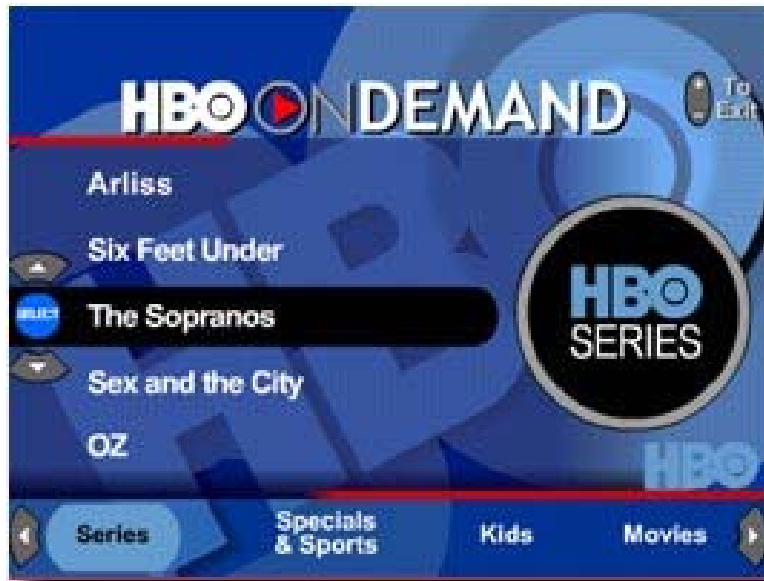 HBO ON DEMAND
To
Exit
Arliss
Six Feet Under
SELECT
The Sopranos
Sex and the City
OZ
HBO
SERIES
HBO
Series
Specials
& Sports
Kids
Movies